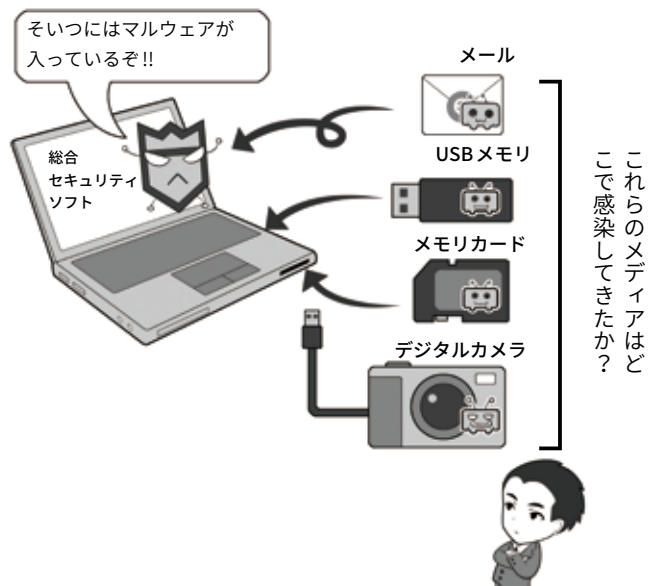 そいつにはマルウェアが
入っているぞ!!
総合
セキュリティ
ソフト
メール
USBメモリ
メモリカード
デジタルカメラ
これらのメディアはど
こで感染してきたか？